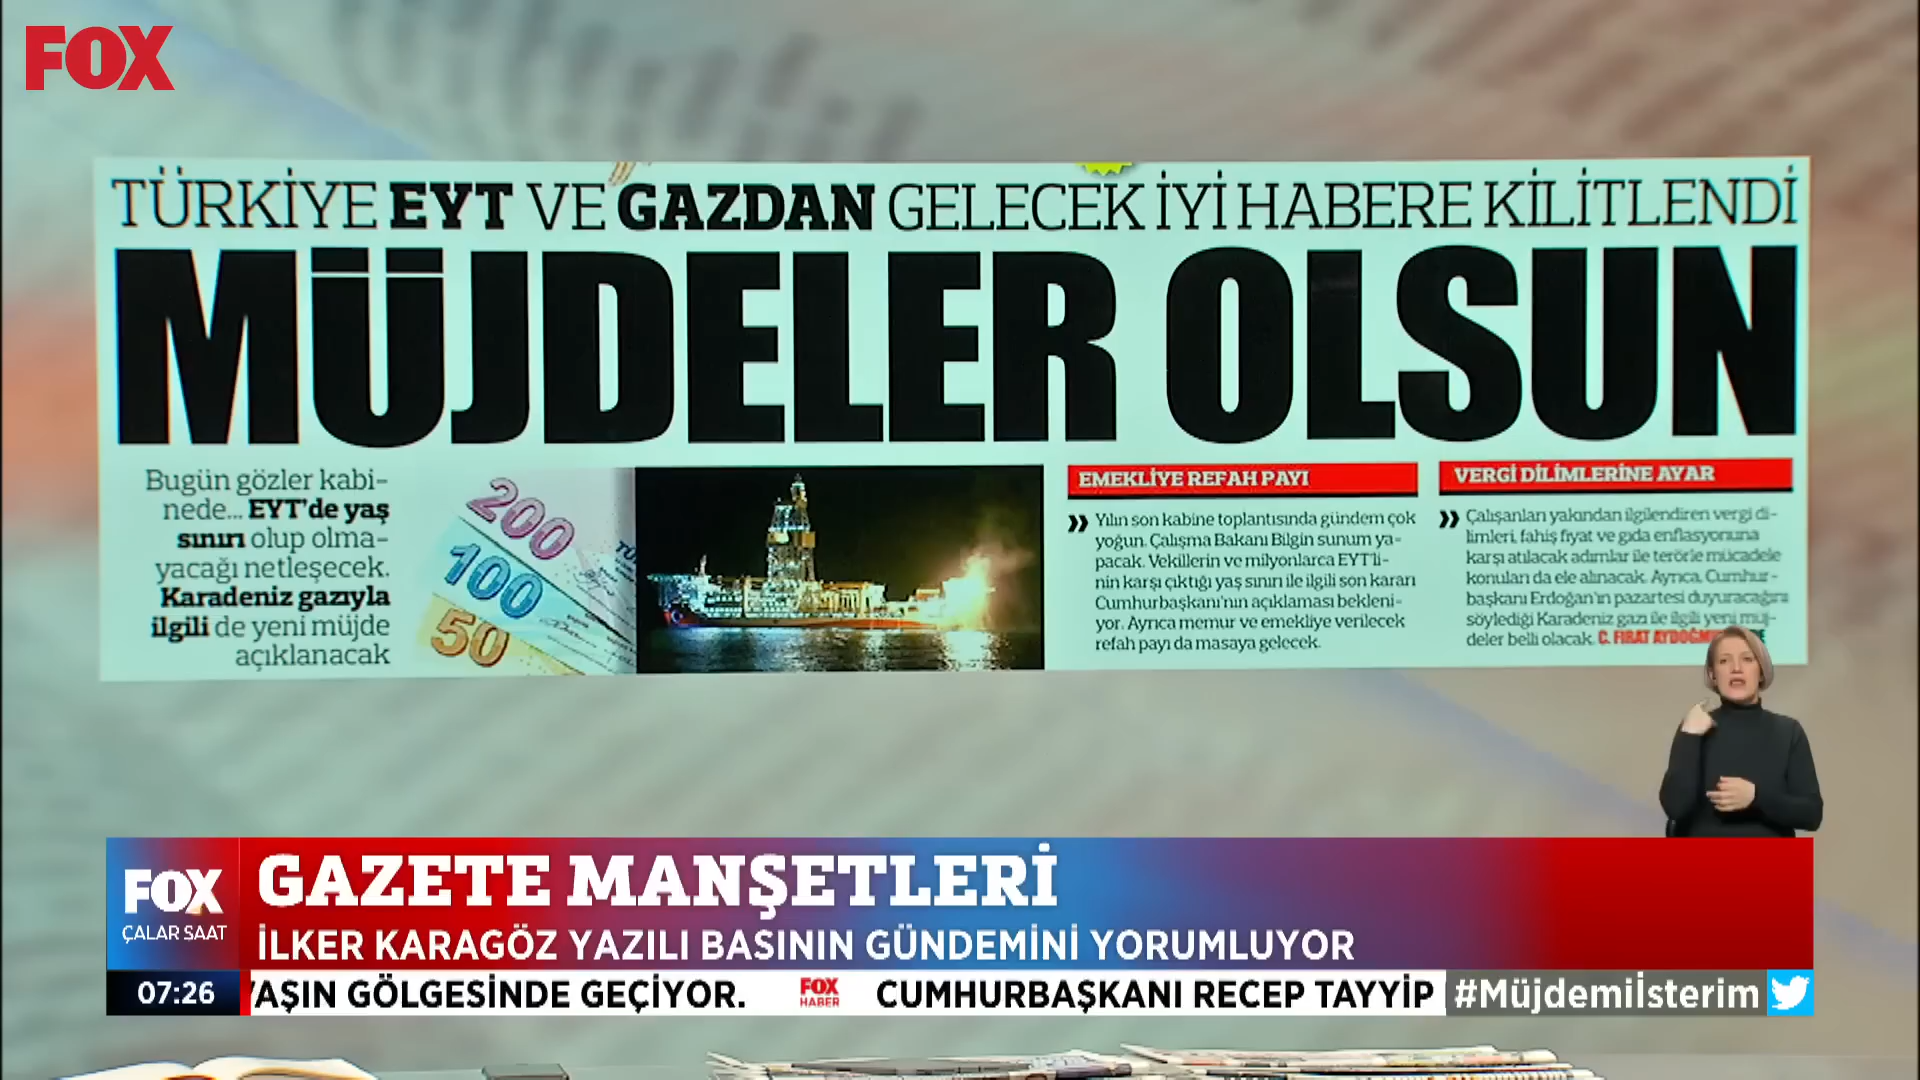 FOX
TÜRKİYE EYT VE GAZDAN GELECEK İYİ HABERE KİLİTLENDİ
MÜJDELER OLSUN
Bugün gözler kabi-
nede... EYT'de yaş
sınırı olup olma-
yacağı netleşecek.
Karadeniz gazıyla
ilgili de yeni müjde
açıklanacak
200
100
50
EMEKLİYE REFAH PAYI
Yılın son kabine toplantısında gündem çok
yoğun. Çalışma Bakanı Bilgin sunum ya-
pacak. Vekillerin ve milyonlarca EYT'li-
nin karşı çıktığı yaş sınırı ile ilgili son kararı
Cumhurbaşkanı'nın açıklaması bekleni-
yor. Ayrıca memur ve emekliye verilecek
refah payı da masaya gelecek.
VERGİ DİLİMLERİNE AYAR
Çalışanları yakından ilgilendiren vergi di-
limleri, fahiş fiyat ve gıda enflasyonuna
karşı atılacak adımlar ile terörle mücadele
konuları da ele alınacak. Ayrıca, Cumhur-
başkanı Erdoğan'ın pazartesi duyuracağını
söylediği Karadeniz gazı ile ilgili yeni müj-
deler belli olacak. C. FIRAT
FOX
ÇALAR SAAT
GAZETE MANŞETLERİ
İLKER KARAGÖZ YAZILI BASININ GÜNDEMİNİ YORUMLUYOR
07:26
YAŞIN GÖLGESİNDE GEÇİYOR. FOX HABER CUMHURBAŞKANI RECEP TAYYİP
#Müjdemiİsterim